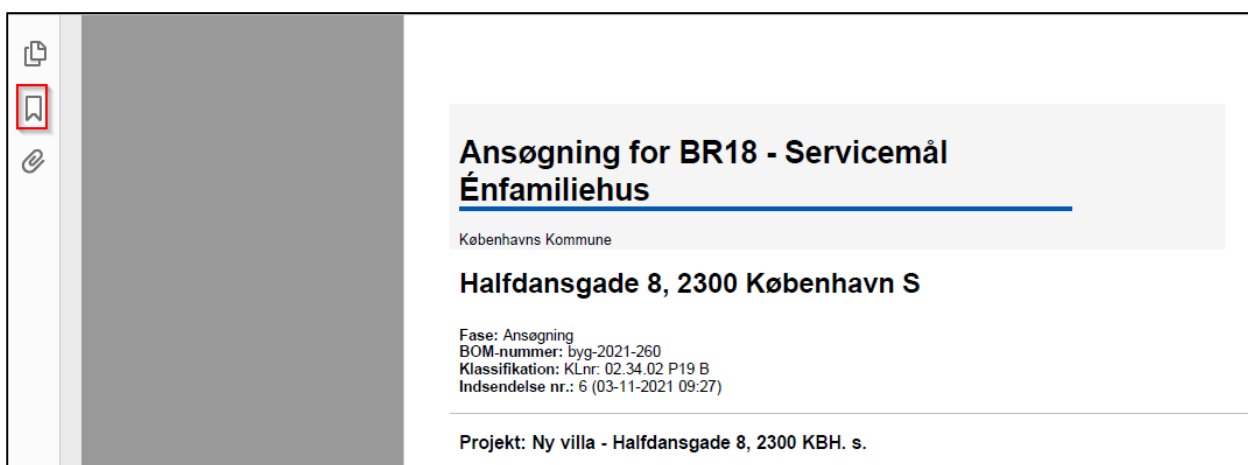 Ansøgning for BR18 - Servicemål
Énfamiliehus
Københavns Kommune
Halfdansgade 8, 2300 København S
Fase: Ansøgning
BOM-nummer: byg-2021-260
Klassifikation: KLnr: 02.34.02 P19 B
Indsendelse nr.: 6 (03-11-2021 09:27)
Projekt: Ny villa - Halfdansgade 8, 2300 KBH. s.